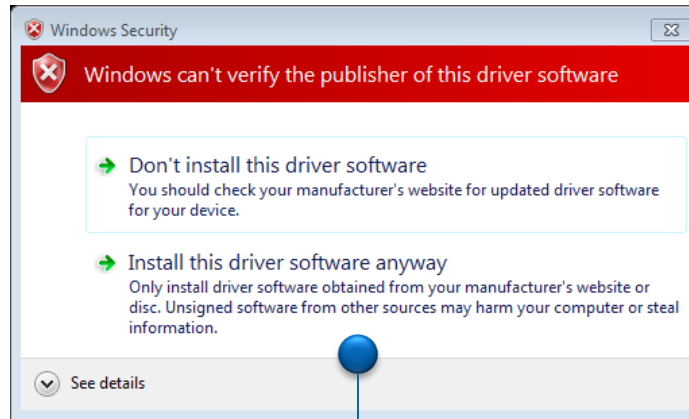 Windows Security
Windows can't verify the publisher of this driver software
Don't install this driver software
You should check your manufacturer's website for updated driver software
for your device.
Install this driver software anyway
Only install driver software obtained from your manufacturer's website or
disc. Unsigned software from other sources may harm your computer or steal
information.
See details